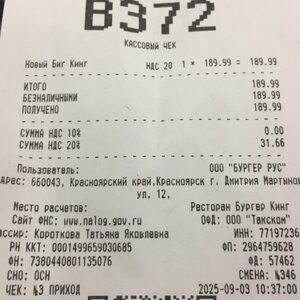 В372
КАССОВЫЙ ЧЕК
Новый Биг Кинг НДС 20 1 * 189.99 = 189.99
ИТОГО 189.99
БЕЗНАЛИЧНЫМИ 189.99
ПОЛУЧЕНО 189.99
СУММА НДС 10% 0.00
СУММА НДС 20% 31.66
Пользователь: ООО "БУРГЕР РУС"
Адрес: 660043, Красноярский край,Красноярск г, Дмитрия Мартынов
ул, 12,
Место расчетов: Ресторан Бургер Кинг
Сайт ФНС: www.nalog.gov.ru ОФД: ООО "Такском"
ассир: Короткова Татьяна Яковлевна ИНН: 77197236
РН ККТ: 0001499659030685 ФП: 2964759628
ФН: 7380440801135076 ФД: 57462
СНО: ОСН СМЕНА: №346
ЧЕК: №3 ПРИХОД 2025-09-03 10:37:00